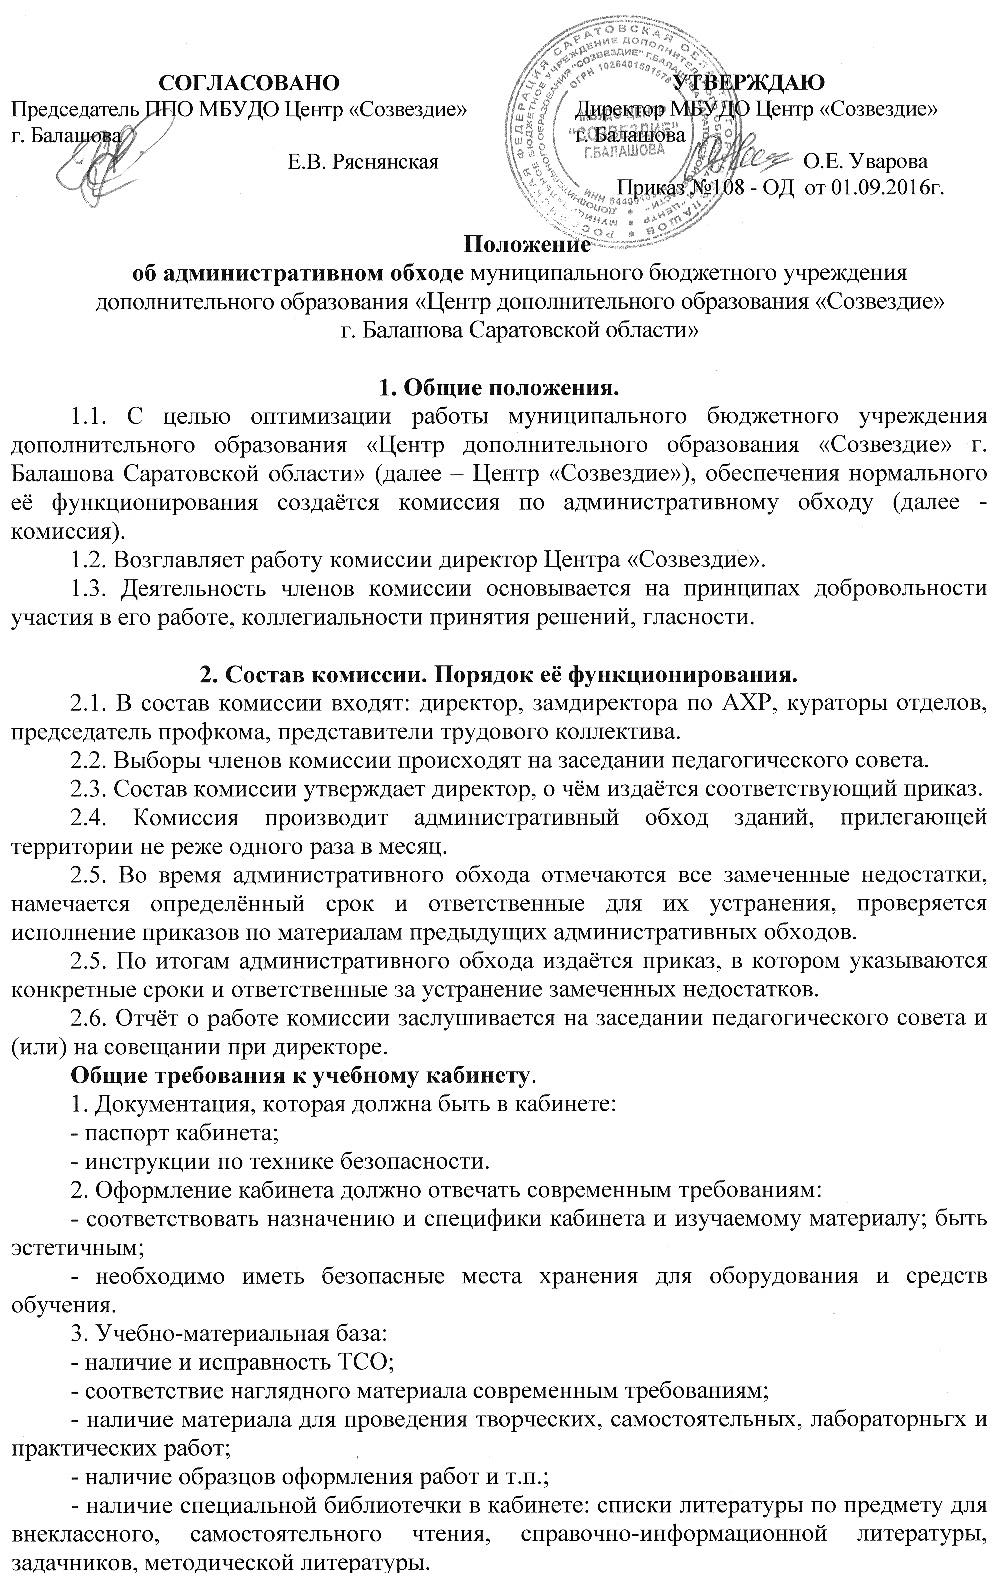 СОГЛАСОВАНО УТВЕРЖДАЮ
Председатель ППО МБУДО Центр «Созвездие» Директор МБУДО Центр «Созвездие»
г. Балашова г. Балашова
Е.В. Ряснянская О.Е. Уварова
Приказ №108 - ОД от 01.09.2016г.
"СОЗВЕЗДИЕ"
Г.БАЛАШОВА
Положение
об административном обходе муниципального бюджетного учреждения
дополнительного образования «Центр дополнительного образования «Созвездие»
г. Балашова Саратовской области»
1. Общие положения.
1.1. С целью оптимизации работы муниципального бюджетного учреждения
дополнительного образования «Центр дополнительного образования «Созвездие» г.
Балашова Саратовской области» (далее – Центр «Созвездие»), обеспечения нормального
её функционирования создаётся комиссия по административному обходу (далее -
комиссия).
1.2. Возглавляет работу комиссии директор Центра «Созвездие».
1.3. Деятельность членов комиссии основывается на принципах добровольности
участия в его работе, коллегиальности принятия решений, гласности.
2. Состав комиссии. Порядок её функционирования.
2.1. В состав комиссии входят: директор, замдиректора по АХР, кураторы отделов,
председатель профкома, представители трудового коллектива.
2.2. Выборы членов комиссии происходят на заседании педагогического совета.
2.3. Состав комиссии утверждает директор, о чём издаётся соответствующий приказ.
2.4. Комиссия производит административный обход зданий, прилегающей
территории не реже одного раза в месяц.
2.5. Во время административного обхода отмечаются все замеченные недостатки,
намечается определённый срок и ответственные для их устранения, проверяется
исполнение приказов по материалам предыдущих административных обходов.
2.5. По итогам административного обхода издаётся приказ, в котором указываются
конкретные сроки и ответственные за устранение замеченных недостатков.
2.6. Отчёт о работе комиссии заслушивается на заседании педагогического совета и
(или) на совещании при директоре.
Общие требования к учебному кабинету.
1. Документация, которая должна быть в кабинете:
- паспорт кабинета;
- инструкции по технике безопасности.
2. Оформление кабинета должно отвечать современным требованиям:
- соответствовать назначению и специфики кабинета и изучаемому материалу; быть
эстетичным;
- необходимо иметь безопасные места хранения для оборудования и средств
обучения.
3. Учебно-материальная база:
- наличие и исправность ТСО;
- соответствие наглядного материала современным требованиям;
- наличие материала для проведения творческих, самостоятельных, лабораторньгх и
практических работ;
- наличие образцов оформления работ и т.п.;
- наличие специальной библиотечки в кабинете: списки литературы по предмету для
внеклассного, самостоятельного чтения, справочно-информационной литературы,
задачников, методической литературы.